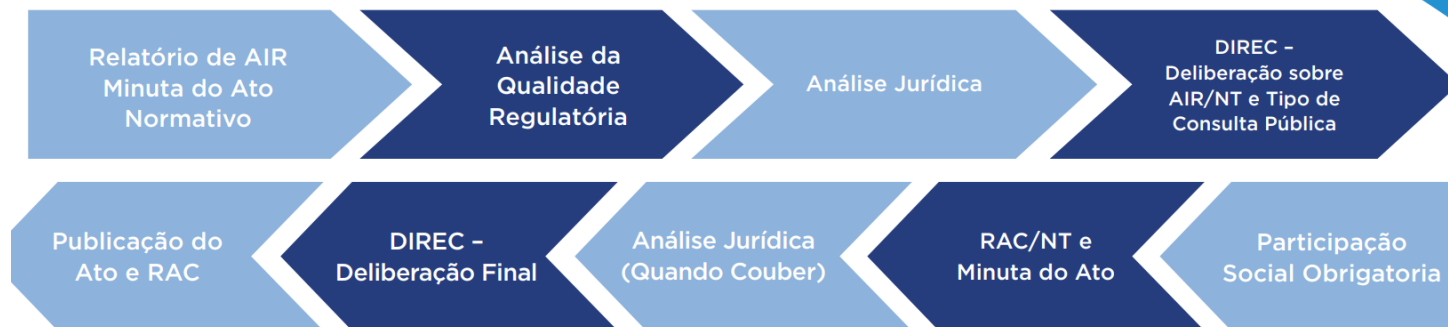 Relatório de AIR
Minuta do Ato
Normativo
Análise da
Qualidade
Regulatória
Análise Jurídica
DIREC –
Deliberação sobre
AIR/NT e Tipo de
Consulta Pública
Publicação do
Ato e RAC
DIREC –
Deliberação Final
Análise Jurídica
(Quando Couber)
RAC/NT e
Minuta do Ato
Participação
Social Obrigatoria